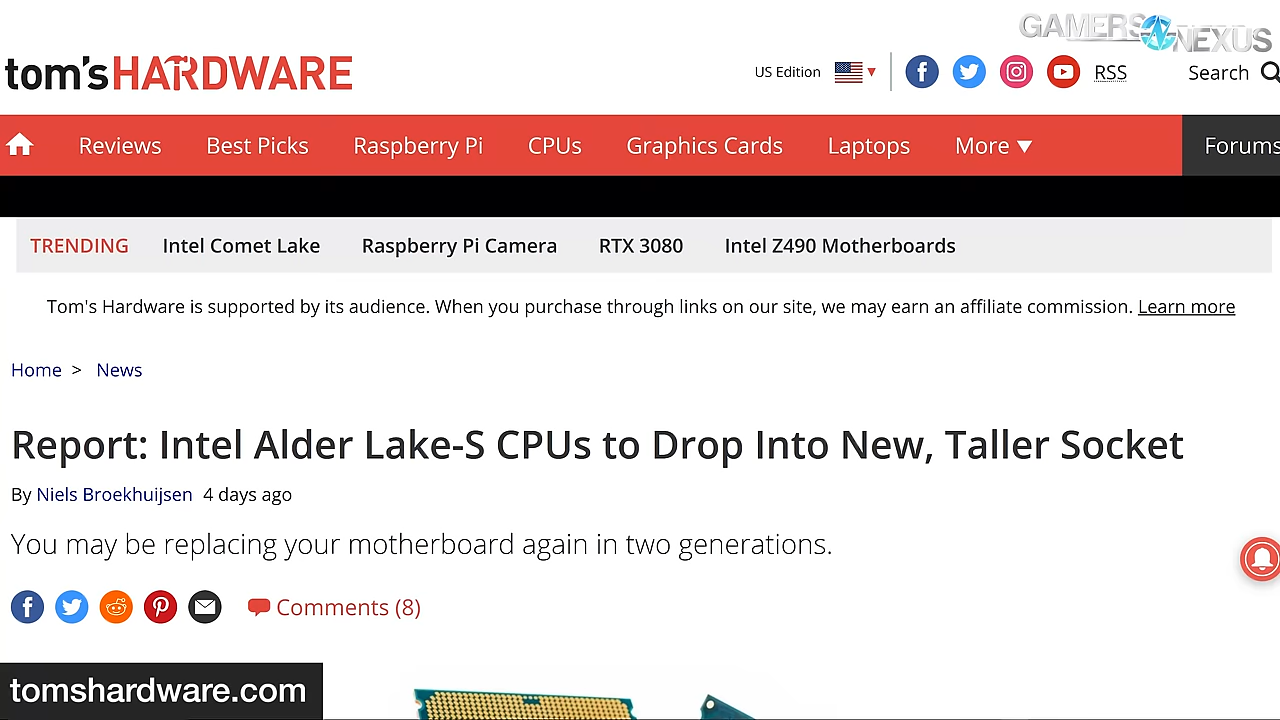 GAMERS NEXUS
tom'sHARDWARE
US Edition
RSS
Search
Reviews Best Picks Raspberry Pi CPUs Graphics Cards Laptops More Forums
TRENDING Intel Comet Lake Raspberry Pi Camera RTX 3080 Intel Z490 Motherboards
Tom's Hardware is supported by its audience. When you purchase through links on our site, we may earn an affiliate commission. Learn more
Home > News
Report: Intel Alder Lake-S CPUs to Drop Into New, Taller Socket
By Niels Broekhuijsen 4 days ago
You may be replacing your motherboard again in two generations.
Comments (8)
tomshardware.com